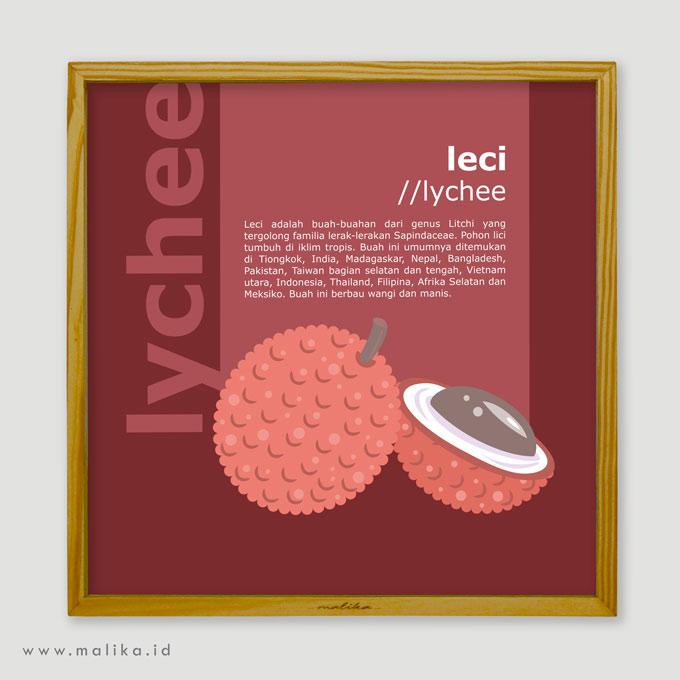 lychee
leci
//lychee
Leci adalah buah-buahan dari genus Litchi yang
tergolong familia lerak-lerakan Sapindaceae. Pohon lici
tumbuh di iklim tropis. Buah ini umumnya ditemukan
di Tiongkok, India, Madagaskar, Nepal, Bangladesh,
Pakistan, Taiwan bagian selatan dan tengah, Vietnam
utara, Indonesia, Thailand, Filipina, Afrika Selatan dan
Meksiko. Buah ini berbau wangi dan manis.
malika
www.malika.id